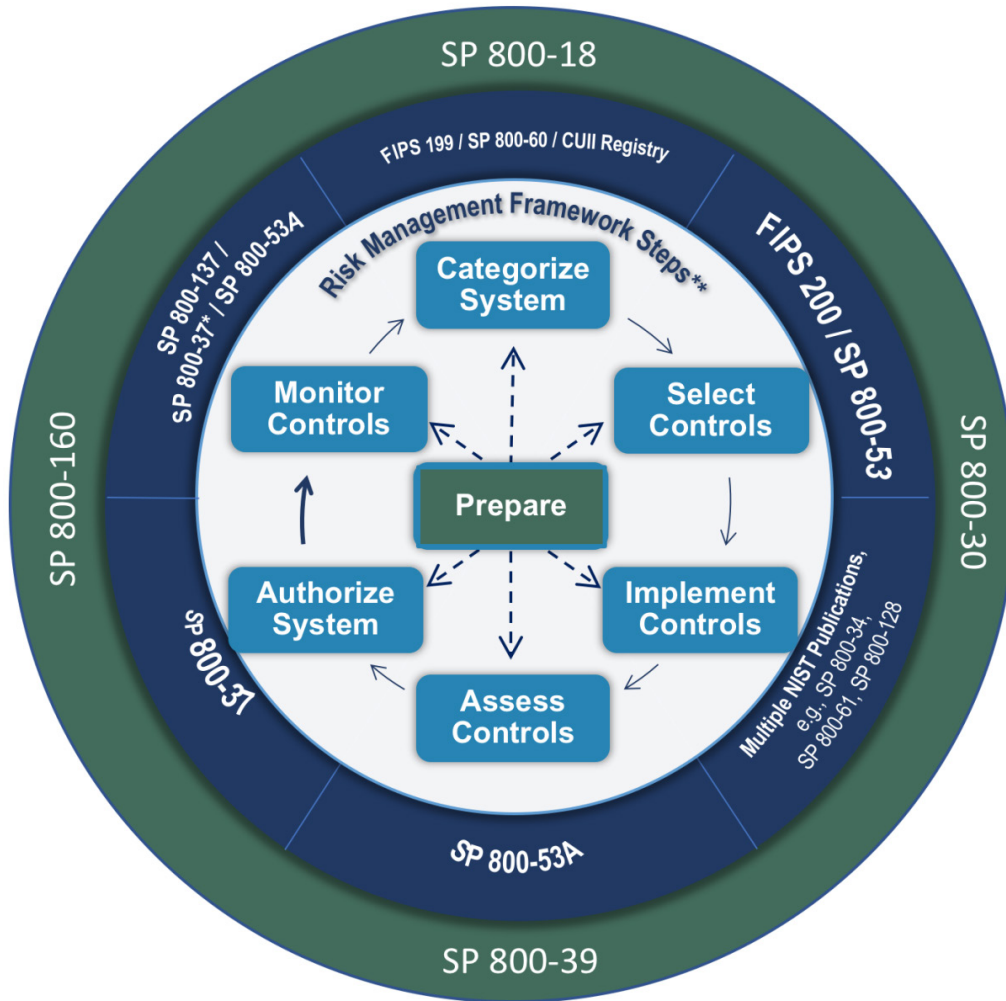 SP 800-18
FIPS 199 / SP 800-60 / CUII Registry
Risk Management Framework Steps**
SP 800-137 /
SP 800-37* / SP 800-53A
FIPS 200 / SP 800-53
Categorize
System
Monitor
Controls
Select
Controls
SP 800-160
Prepare
SP 800-30
Authorize
System
Implement
Controls
SP 800-37
Assess
Controls
Multiple NIST Publications,
e.g., SP 800-34,
SP 800-61, SP 800-128
SP 800-53A
SP 800-39